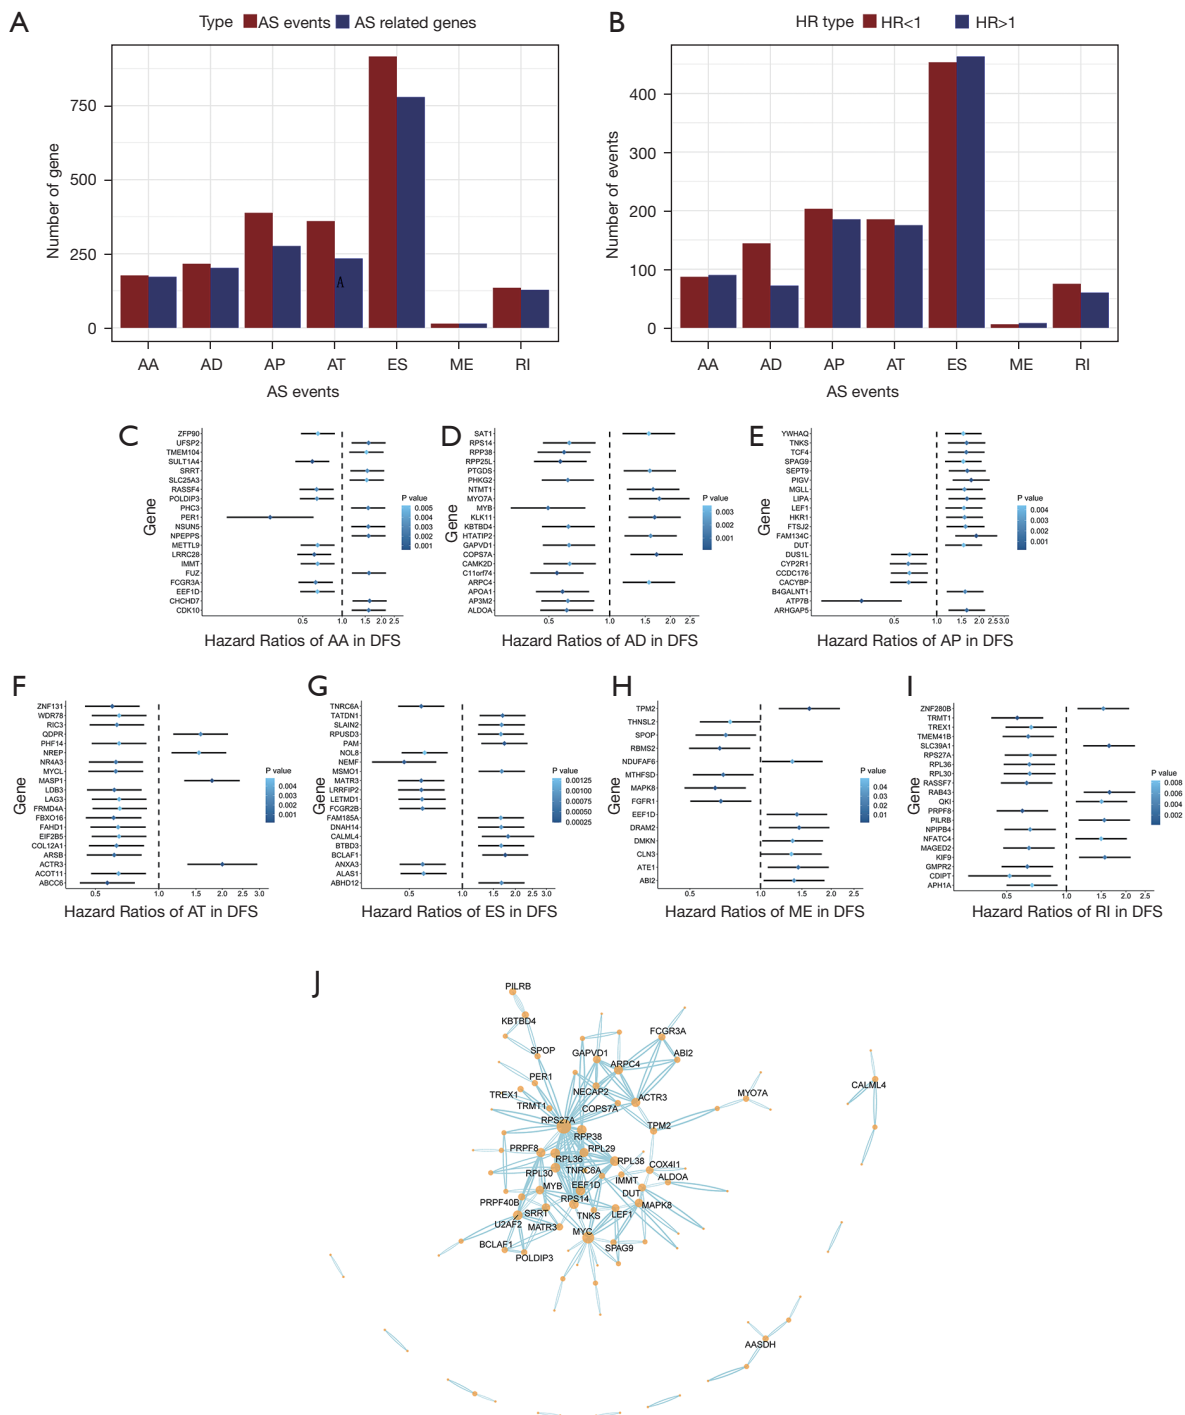 A
Type AS events AS related genes
Number of gene
750
500
250
0
A
AA AD AP AT ES ME RI
AS events
B
HR type HR<1 HR>1
Number of events
400
300
200
100
0
AA AD AP AT ES ME RI
AS events
C
Gene
ZFP90
UFSP2
TMEM104
SULT1A4
SRRT
SLC25A3
RASSF4
POLDIP3
PHC3
PER1
NSUN5
NPEPPS
METTL9
LRRC28
IMMT
FUZ
FCGR3A
EEF1D
CHCHD7
CDK10
P value
0.005
0.004
0.003
0.002
0.001
0.5 1.0 1.5 2.0 2.5
Hazard Ratios of AA in DFS
D
Gene
SAT1
RPS14
RPP38
RPP25L
PTGDS
PHKG2
NTMT1
MYO7A
MYB
KLK11
KBTBD4
HTATIP2
GAPVD1
COPS7A
CAMK2D
C11orf74
ARPC4
APOA1
AP3M2
ALDOA
P value
0.003
0.002
0.001
0.5 1.0 1.5 2.0 2.5
Hazard Ratios of AD in DFS
E
Gene
YWHAQ
TNKS
TCF4
SPAG9
SEPT9
PIGV
MGLL
LIPA
LEF1
HKR1
FTSJ2
FAM134C
DUT
DUS1L
CYP2R1
CCDC176
CACYBP
B4GALNT1
ATP7B
ARHGAP5
P value
0.004
0.003
0.002
0.001
0.5 1.0 1.5 2.0 2.5 3.0
Hazard Ratios of AP in DFS
F
Gene
ZNF131
WDR78
RIC3
QDPR
PHF14
NREP
NR4A3
MYCL
MASP1
LDB3
LAG3
FRMD4A
FBXO16
FAHD1
EIF2B5
COL12A1
ARSB
ACTR3
ACOT11
ABCC6
P value
0.004
0.003
0.002
0.001
0.5 1.0 1.5 2.0 2.5 3.0
Hazard Ratios of AT in DFS
G
Gene
TNRC6A
TATDN1
SLAIN2
RPUSD3
PAM
NOL8
NEMF
MSMO1
MATR3
LRRFIP2
LETMD1
FCGR2B
FAM185A
DNAH14
CALML4
BTBD3
BCLAF1
ANXA3
ALAS1
ABHD12
P value
0.00125
0.00100
0.00075
0.00050
0.00025
0.5 1.0 1.5 2.0 2.5 3.0
Hazard Ratios of ES in DFS
H
Gene
TPM2
THNSL2
SPOP
RBMS2
NDUFAF6
MTHFSD
MAPK8
FGFR1
EEF1D
DRAM2
DMKN
CLN3
ATE1
ABI2
P value
0.04
0.03
0.02
0.01
0.5 1.0 1.5 2.0 2.5
Hazard Ratios of ME in DFS
I
Gene
ZNF280B
TRMT1
TREX1
TMEM41B
SLC39A1
RPS27A
RPL36
RPL30
RASSF7
RAB43
QKI
PRPF8
PILRB
NPIPB4
NFATC4
MAGED2
KIF9
GMPR2
CDIPT
APH1A
P value
0.008
0.006
0.004
0.002
0.5 1.0 1.5 2.0 2.5
Hazard Ratios of RI in DFS
J
PILRB
KBTBD4
SPOP
PER1
TREX1
TRMT1
RPS27A
GAPVD1
ARPC4
FCGR3A
ABI2
NECAP2
COPS7A
ACTR3
TPM2
MYO7A
CALML4
RPP38
PRPF8
RPL29
RPL36
RPL38
RPL30
TNRC6A
COX4I1
IMMT
ALDOA
MYB
EEF1D
DUT
PRPF40B
RPS14
MAPK8
SRRT
TNKS
LEF1
U2AF2
MATR3
MYC
BCLAF1
SPAG9
POLDIP3
AASDH